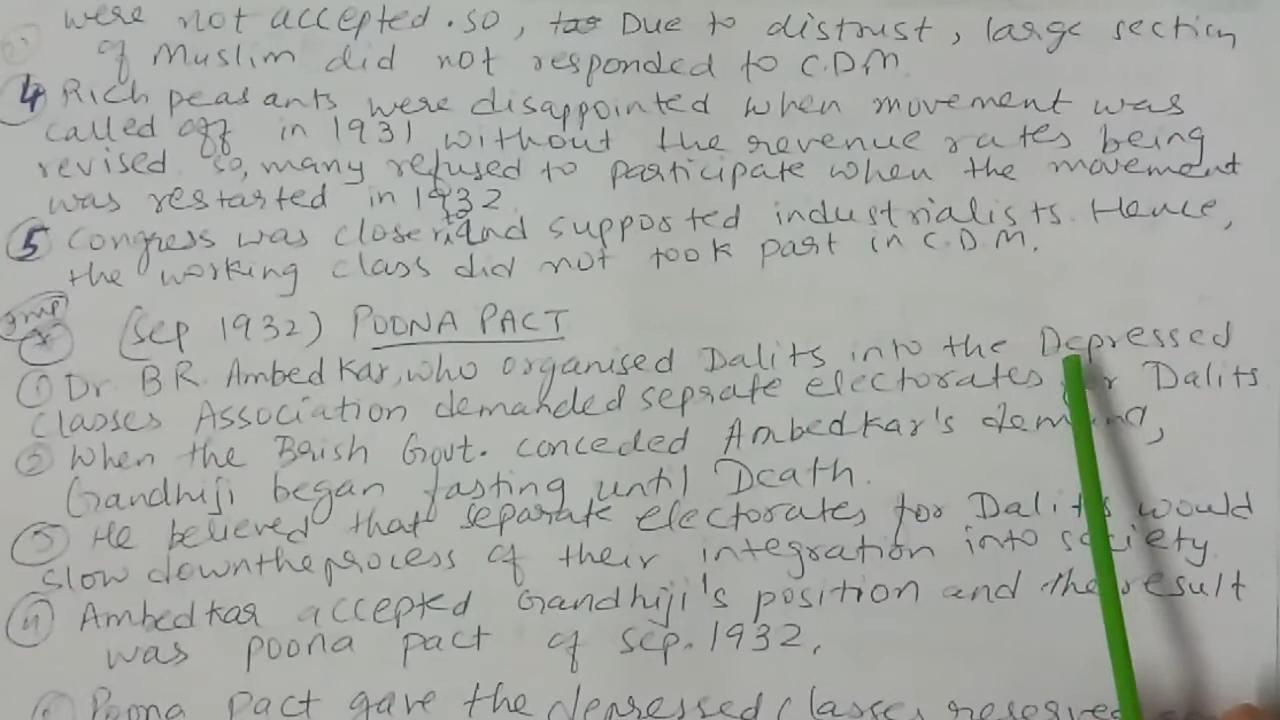 were not accepted. so, Due to distrust, large section
of Muslim did not responded to C.D.M.
4 Rich peasants were disappointed when movement was
called off in 1931 without the revenue rates being
revised. so, many refused to participate when the movement
was restarted in 1932
5 Congress was closer and supported industrialists. Hence,
the working class did not took part in C.D.M.
Imp
(Sep 1932) POONA PACT
1 Dr. B R. Ambedkar, who organised Dalits into the Depressed
Classes Association demanded seprate electorates Dalits
2 When the Briish Govt. conceded Ambedkar's demand,
Gandhiji began fasting until Death.
3 He believed that separate electorates for Dalits would
slow down the process of their integration into society.
4 Ambedkar accepted Gandhiji's position and the result
was poona pact of Sep. 1932.
Poona Pact gave the depressed classes reserved